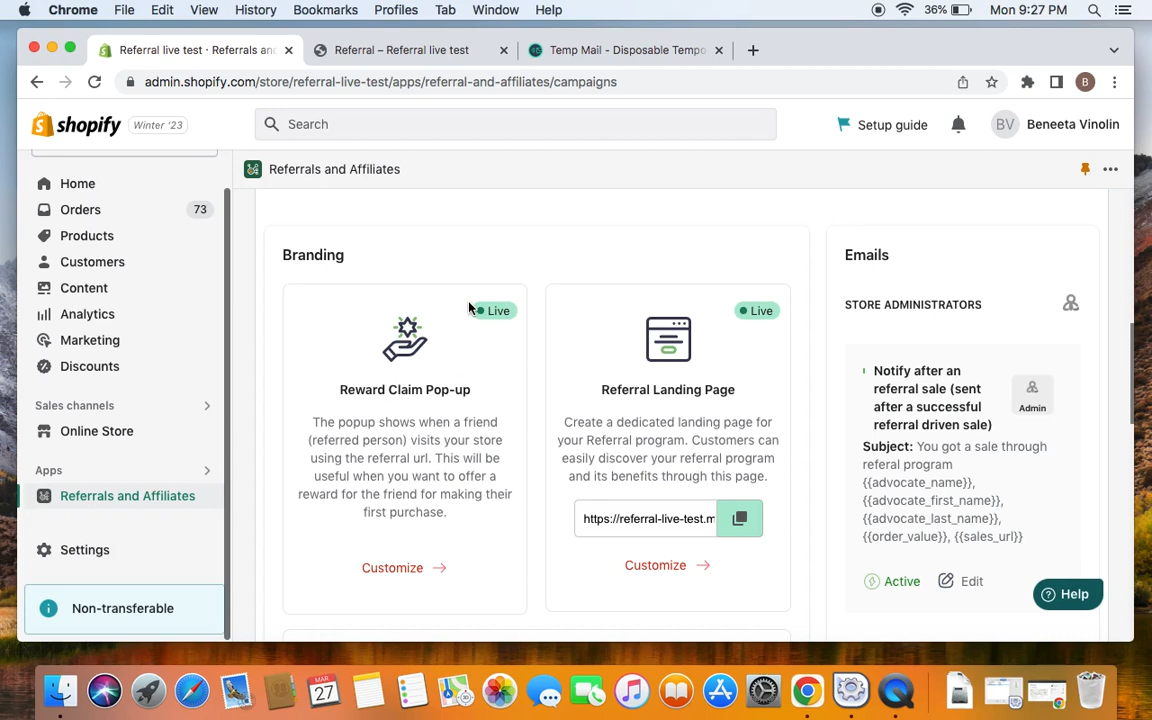 Chrome File Edit View History Bookmarks Profiles Tab Window Help 36% Mon 9:27 PM
Referral live test · Referrals and
Referral – Referral live test
Temp Mail - Disposable Tempo
admin.shopify.com/store/referral-live-test/apps/referral-and-affiliates/campaigns
B
shopify
Winter '23
Search
Setup guide
BV
Beneeta Vinolin
Home
Orders 73
Products
Customers
Content
Analytics
Marketing
Discounts
Sales channels
Online Store
Apps
Referrals and Affiliates
Settings
Non-transferable
Referrals and Affiliates
Branding
Live
Reward Claim Pop-up
The popup shows when a friend
(referred person) visits your store
using the referral url. This will be
useful when you want to offer a
reward for the friend for making their
first purchase.
Customize
Live
Referral Landing Page
Create a dedicated landing page for
your Referral program. Customers can
easily discover your referral program
and its benefits through this page.
https://referral-live-test.m
Customize
Emails
STORE ADMINISTRATORS
Notify after an
referral sale (sent
after a successful
referral driven sale)
Admin
Subject: You got a sale through
referal program
{{advocate_name}},
{{advocate_first_name}},
{{advocate_last_name}},
{{order_value}}, {{sales_url}}
Active
Edit
Help
MAR
27